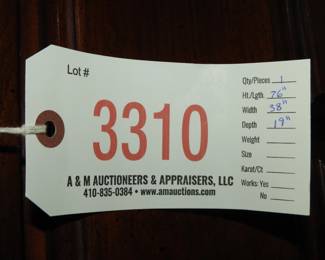 Lot #
3310
A & M AUCTIONEERS & APPRAISERS, LLC
410-835-0384 • www.amauctions.com
Qty/Pieces 1
Ht./Lgth 76"
Width 38"
Depth 19"
Weight
Size
Karat/Ct
Works: Yes
No